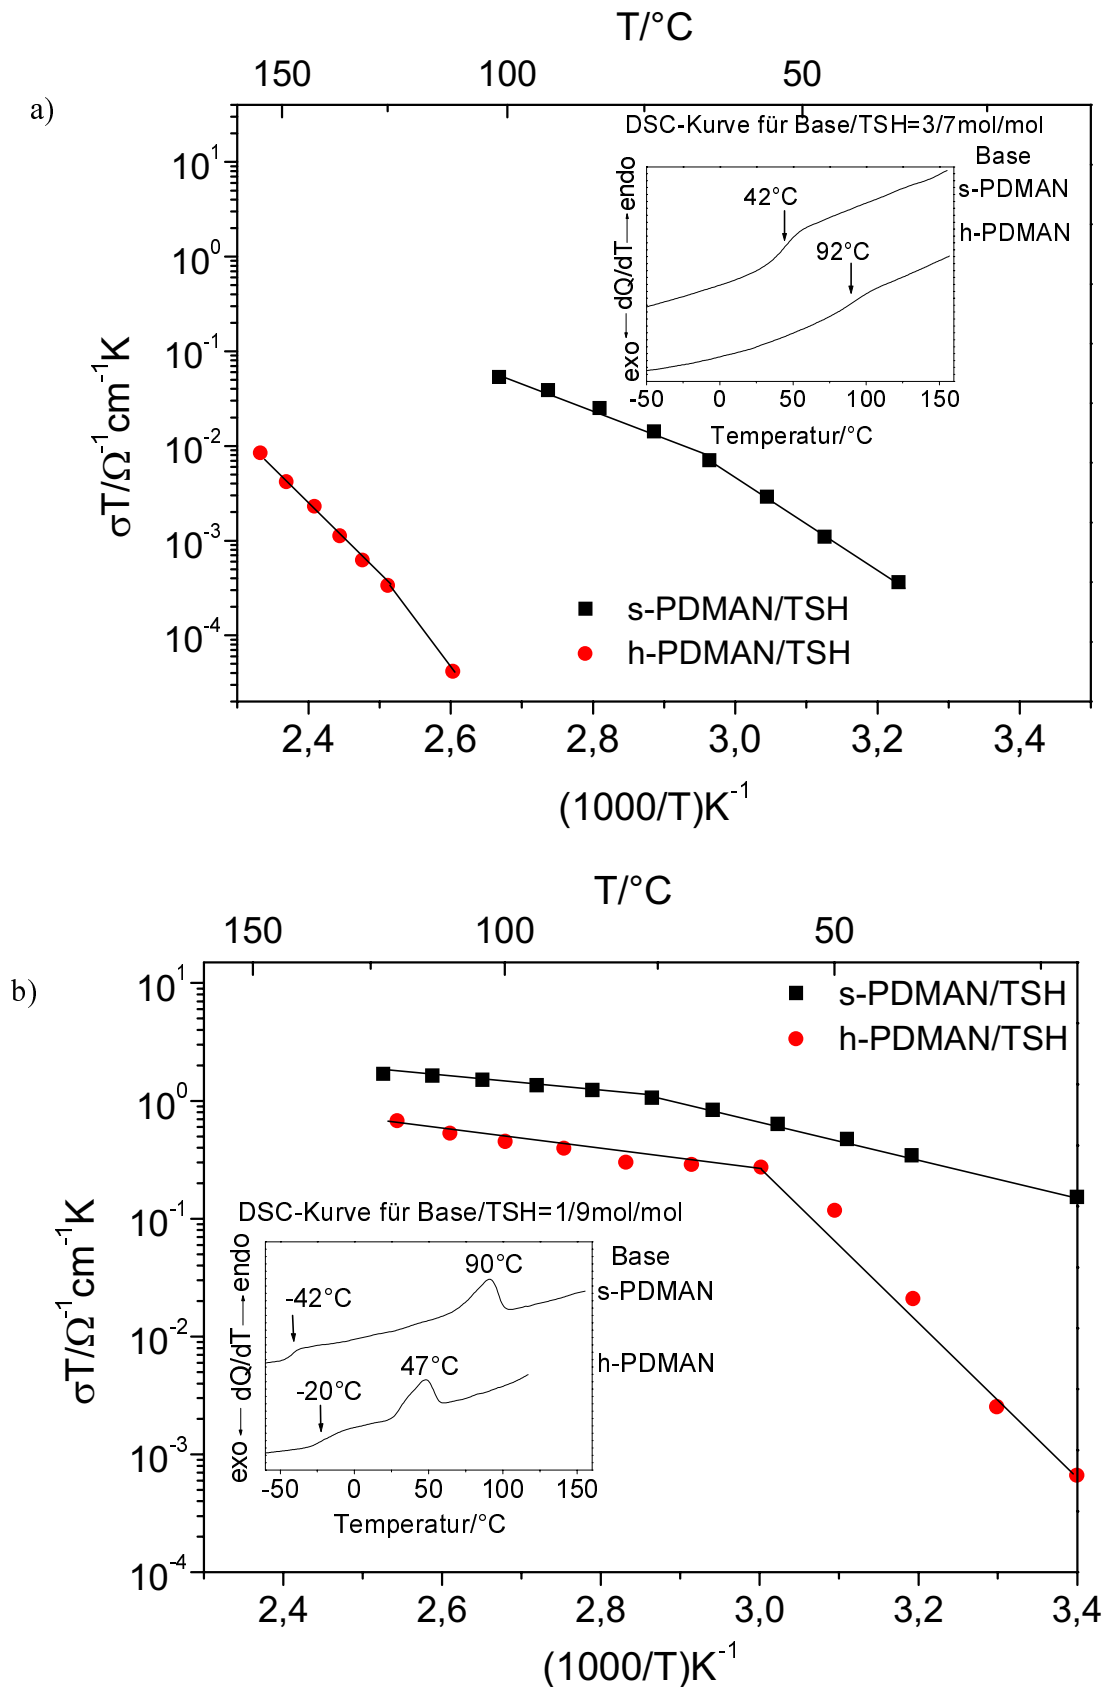 T/°C
150
100
50
a)
10¹
10⁰
10⁻¹
10⁻²
10⁻³
10⁻⁴
σT/Ω⁻¹cm⁻¹K
DSC-Kurve für Base/TSH=3/7mol/mol
Base
s-PDMAN
h-PDMAN
42°C
92°C
exo dQ/dT endo
-50 0 50 100 150
Temperatur/°C
s-PDMAN/TSH
h-PDMAN/TSH
2,4 2,6 2,8 3,0 3,2 3,4
(1000/T)K⁻¹
T/°C
150 100 50
b)
10¹
10⁰
10⁻¹
10⁻²
10⁻³
10⁻⁴
σT/Ω⁻¹cm⁻¹K
s-PDMAN/TSH
h-PDMAN/TSH
DSC-Kurve für Base/TSH=1/9mol/mol
Base
s-PDMAN
h-PDMAN
90°C
-42°C
47°C
-20°C
exo dQ/dT endo
-50 0 50 100 150
Temperatur/°C
2,4 2,6 2,8 3,0 3,2 3,4
(1000/T)K⁻¹